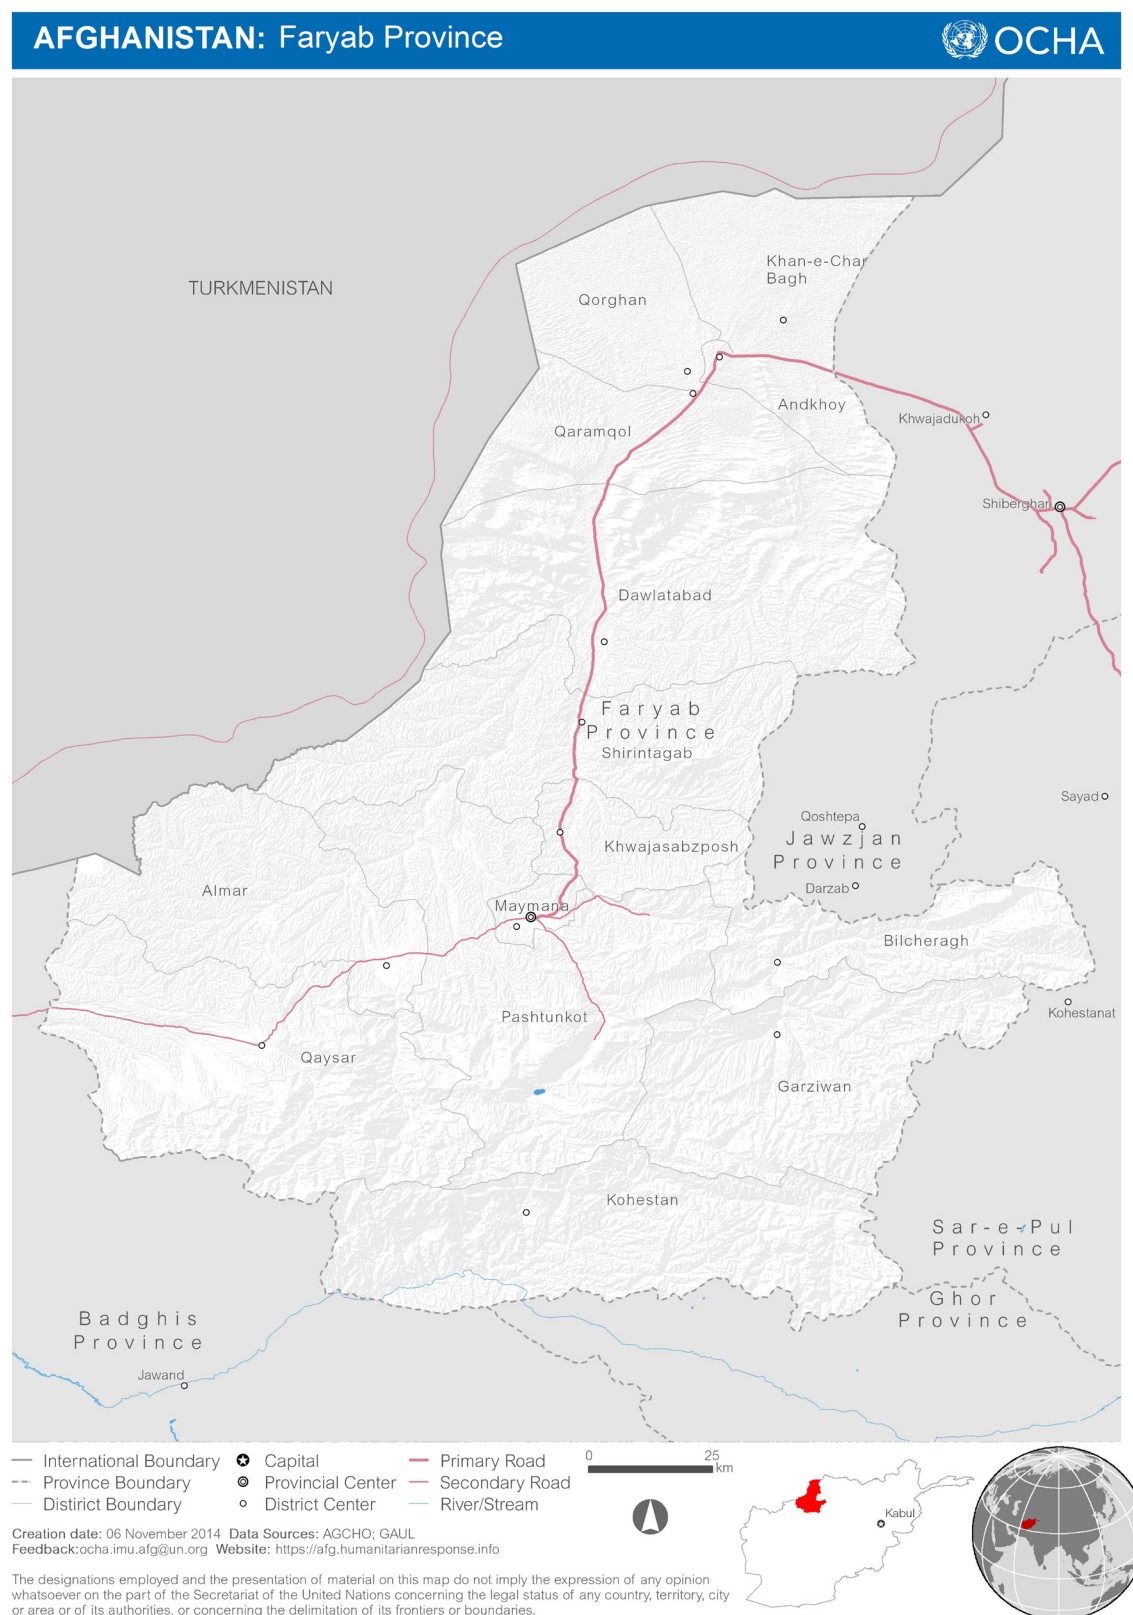 AFGHANISTAN: Faryab Province
OCHA
TURKMENISTAN
Khan-e-Char
Bagh
Qorghan
Andkhoy
Khwajadukoh
Qaramqol
Shiberghan
Dawlatabad
Faryab
Province
Shirintagab
Sayad
Qoshtepa
Jawzjan
Province
Khwajasabzposh
Darzab
Almar
Maymana
Bilcheragh
Kohestanat
Pashtunkot
Qaysar
Garziwan
Kohestan
Sar-e-Pul
Province
Ghor
Province
Badghis
Province
Jawand
International Boundary
Province Boundary
Distirict Boundary
Capital
Provincial Center
District Center
Primary Road
Secondary Road
River/Stream
0 25
km
Kabul
Creation date: 06 November 2014 Data Sources: AGCHO; GAUL
Feedback:ocha.imu.afg@un.org Website: https://afg.humanitarianresponse.info
The designations employed and the presentation of material on this map do not imply the expression of any opinion
whatsoever on the part of the Secretariat of the United Nations concerning the legal status of any country, territory, city
or area or of its authorities, or concerning the delimitation of its frontiers or boundaries.